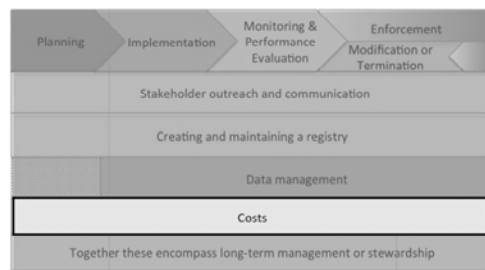 Planning
Implementation
Monitoring &
Performance
Evaluation
Enforcement
Modification or
Termination
Stakeholder outreach and communication
Creating and maintaining a registry
Data management
Costs
Together these encompass long-term management or stewardship